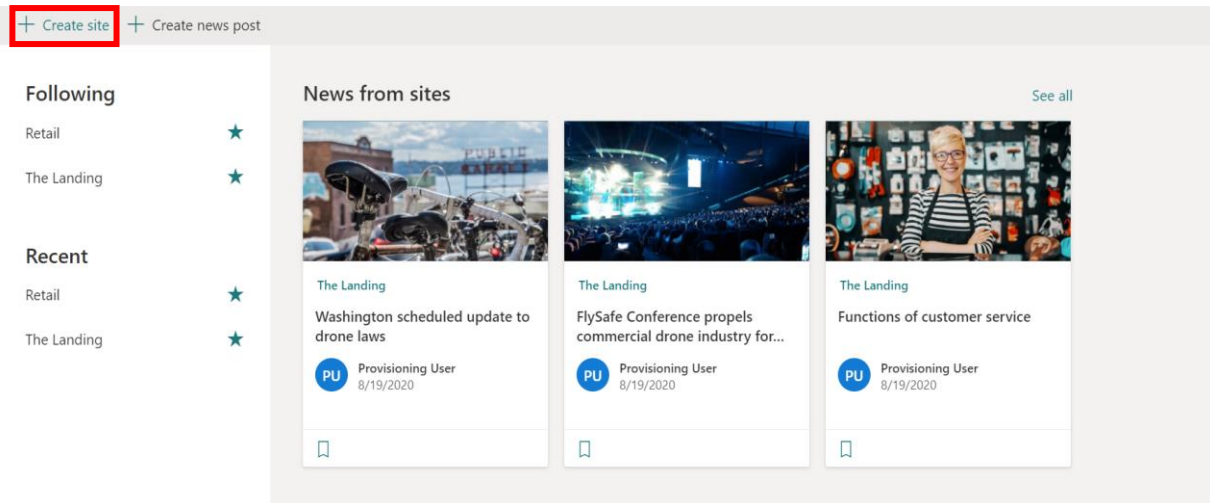 Create site
Create news post
Following
Retail
The Landing
Recent
Retail
The Landing
News from sites
See all
PUBLIC
MARKET
The Landing
Washington scheduled update to
drone laws
PU
Provisioning User
8/19/2020
The Landing
FlySafe Conference propels
commercial drone industry for...
PU
Provisioning User
8/19/2020
The Landing
Functions of customer service
PU
Provisioning User
8/19/2020